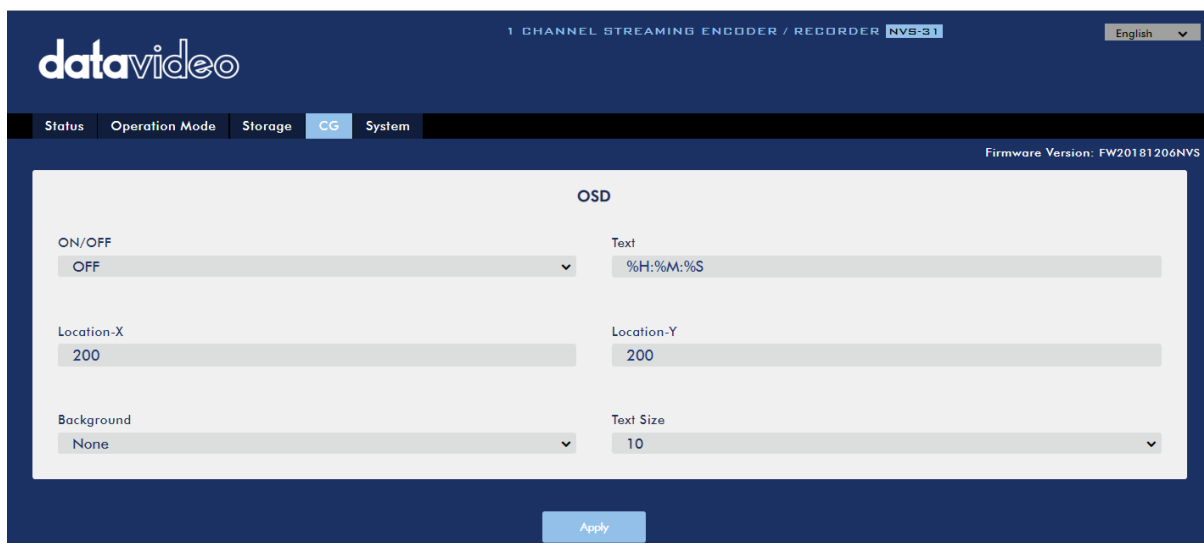 1 CHANNEL STREAMING ENCODER / RECORDER NVS-31
English
datavideo
Status Operation Mode Storage CG System
Firmware Version: FW20181206NVS
OSD
ON/OFF Text
OFF %H:%M:%S
Location-X Location-Y
200 200
Background Text Size
None 10
Apply